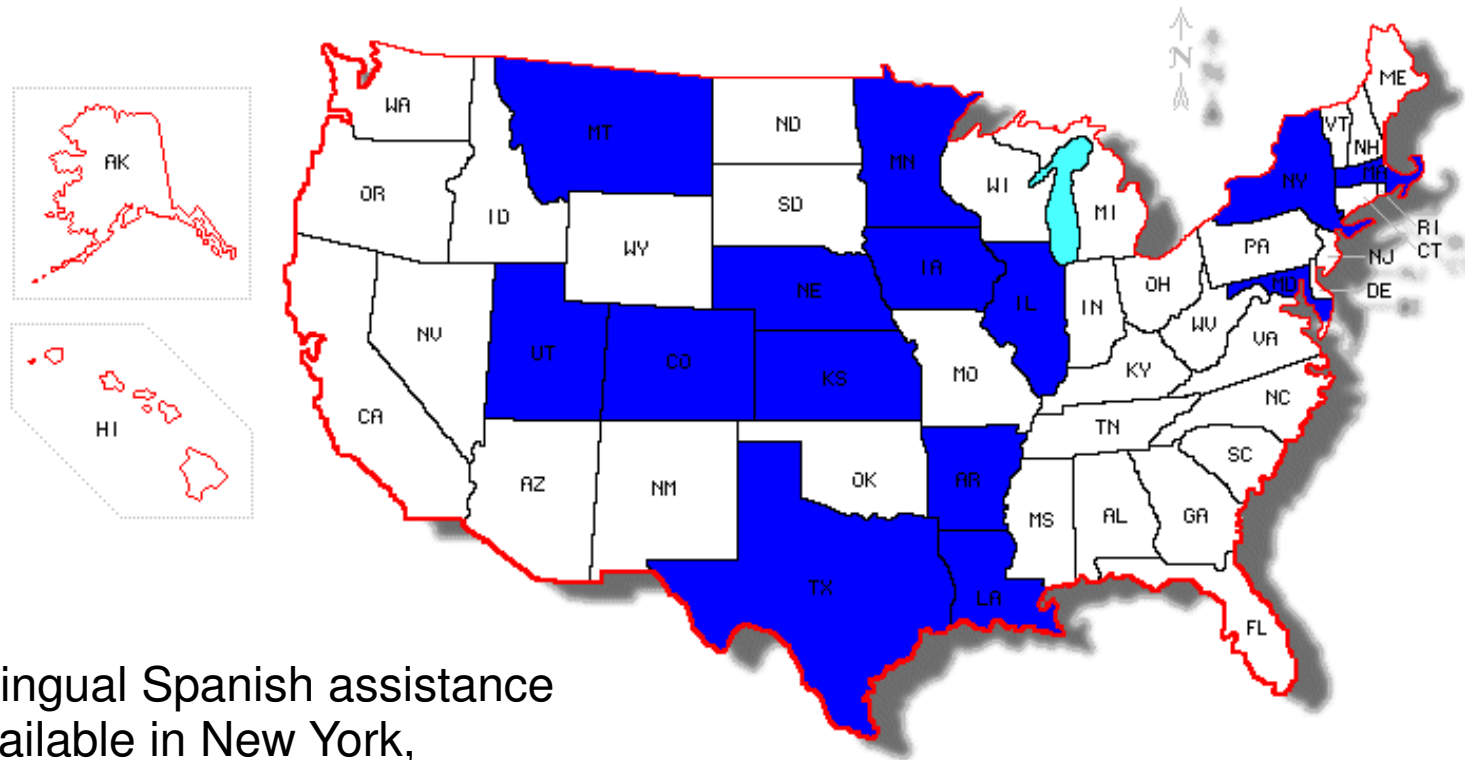 N
ME
WA
VT
ND
MT
NH
MN
AK
MA
NY
WI
OR
SD
MI
ID
RI
WY
PA
CT
NJ
IA
OH
MD
DE
NE
IL
IN
WV
NV
VA
UT
CO
KY
KS
MO
NC
CA
HI
TN
SC
OK
AR
AZ
NM
MS
AL
GA
TX
LA
FL
lingual Spanish assistance
ailable in New York,